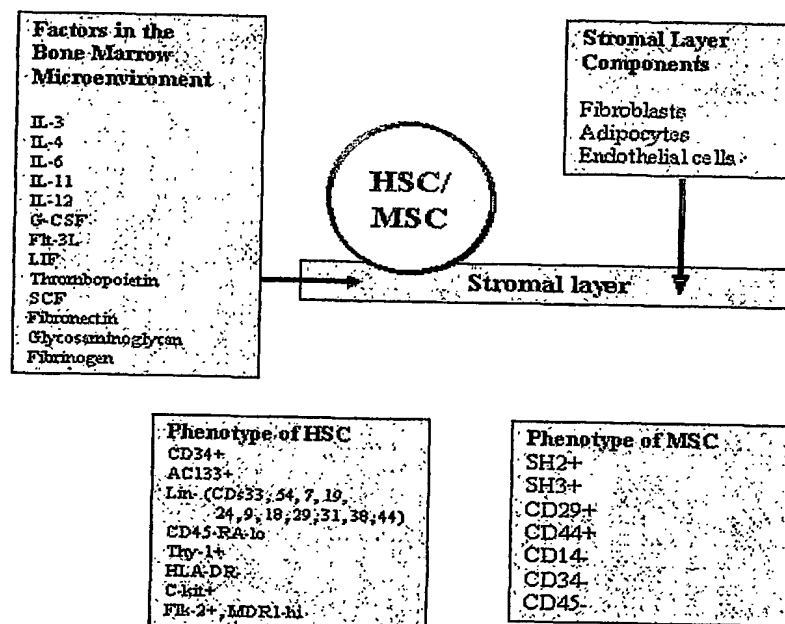 Factors in the
Bone Marrow
Microenviroment
IL-3
IL-4
IL-6
IL-11
IL-12
G-CSF
Flt-3L
LIF
Thrombopoietin
SCF
Fibronectin
Glycosaminoglycan
Fibrinogen
HSC/
MSC
Stromal Layer
Components
Fibroblasts
Adipocytes
Endothelial cells
Stromal layer
Phenotype of HSC
CD34+
AC133+
Lin- (CDs33, 54, 7, 19,
24, 9, 18, 29, 31, 38, 44)
CD45-RA-lo
Thy-1+
HLA-DR-
C-kit+
Flk-2+, MDR1-hi
Phenotype of MSC
SH2+
SH3+
CD29+
CD44+
CD14-
CD34-
CD45-